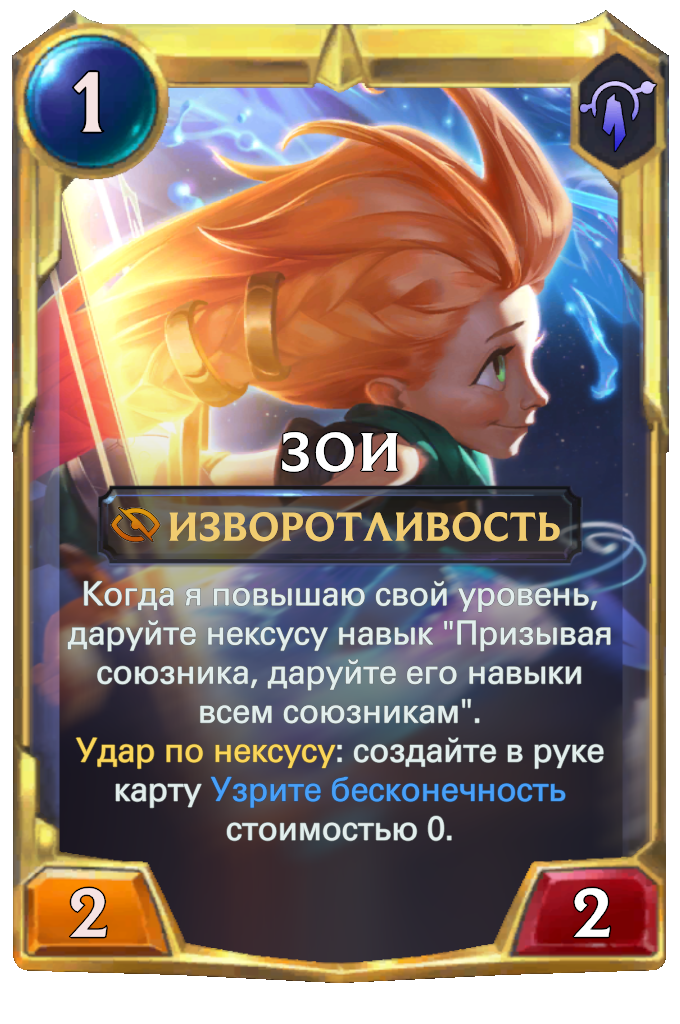 1
ЗОИ
ИЗВОРОТЛИВОСТЬ
Когда я повышаю свой уровень,
даруйте нексусу навык "Призывая
союзника, даруйте его навыки
всем союзникам".
Удар по нексусу: создайте в руке
карту Узрите бесконечность
стоимостью 0.
2 2